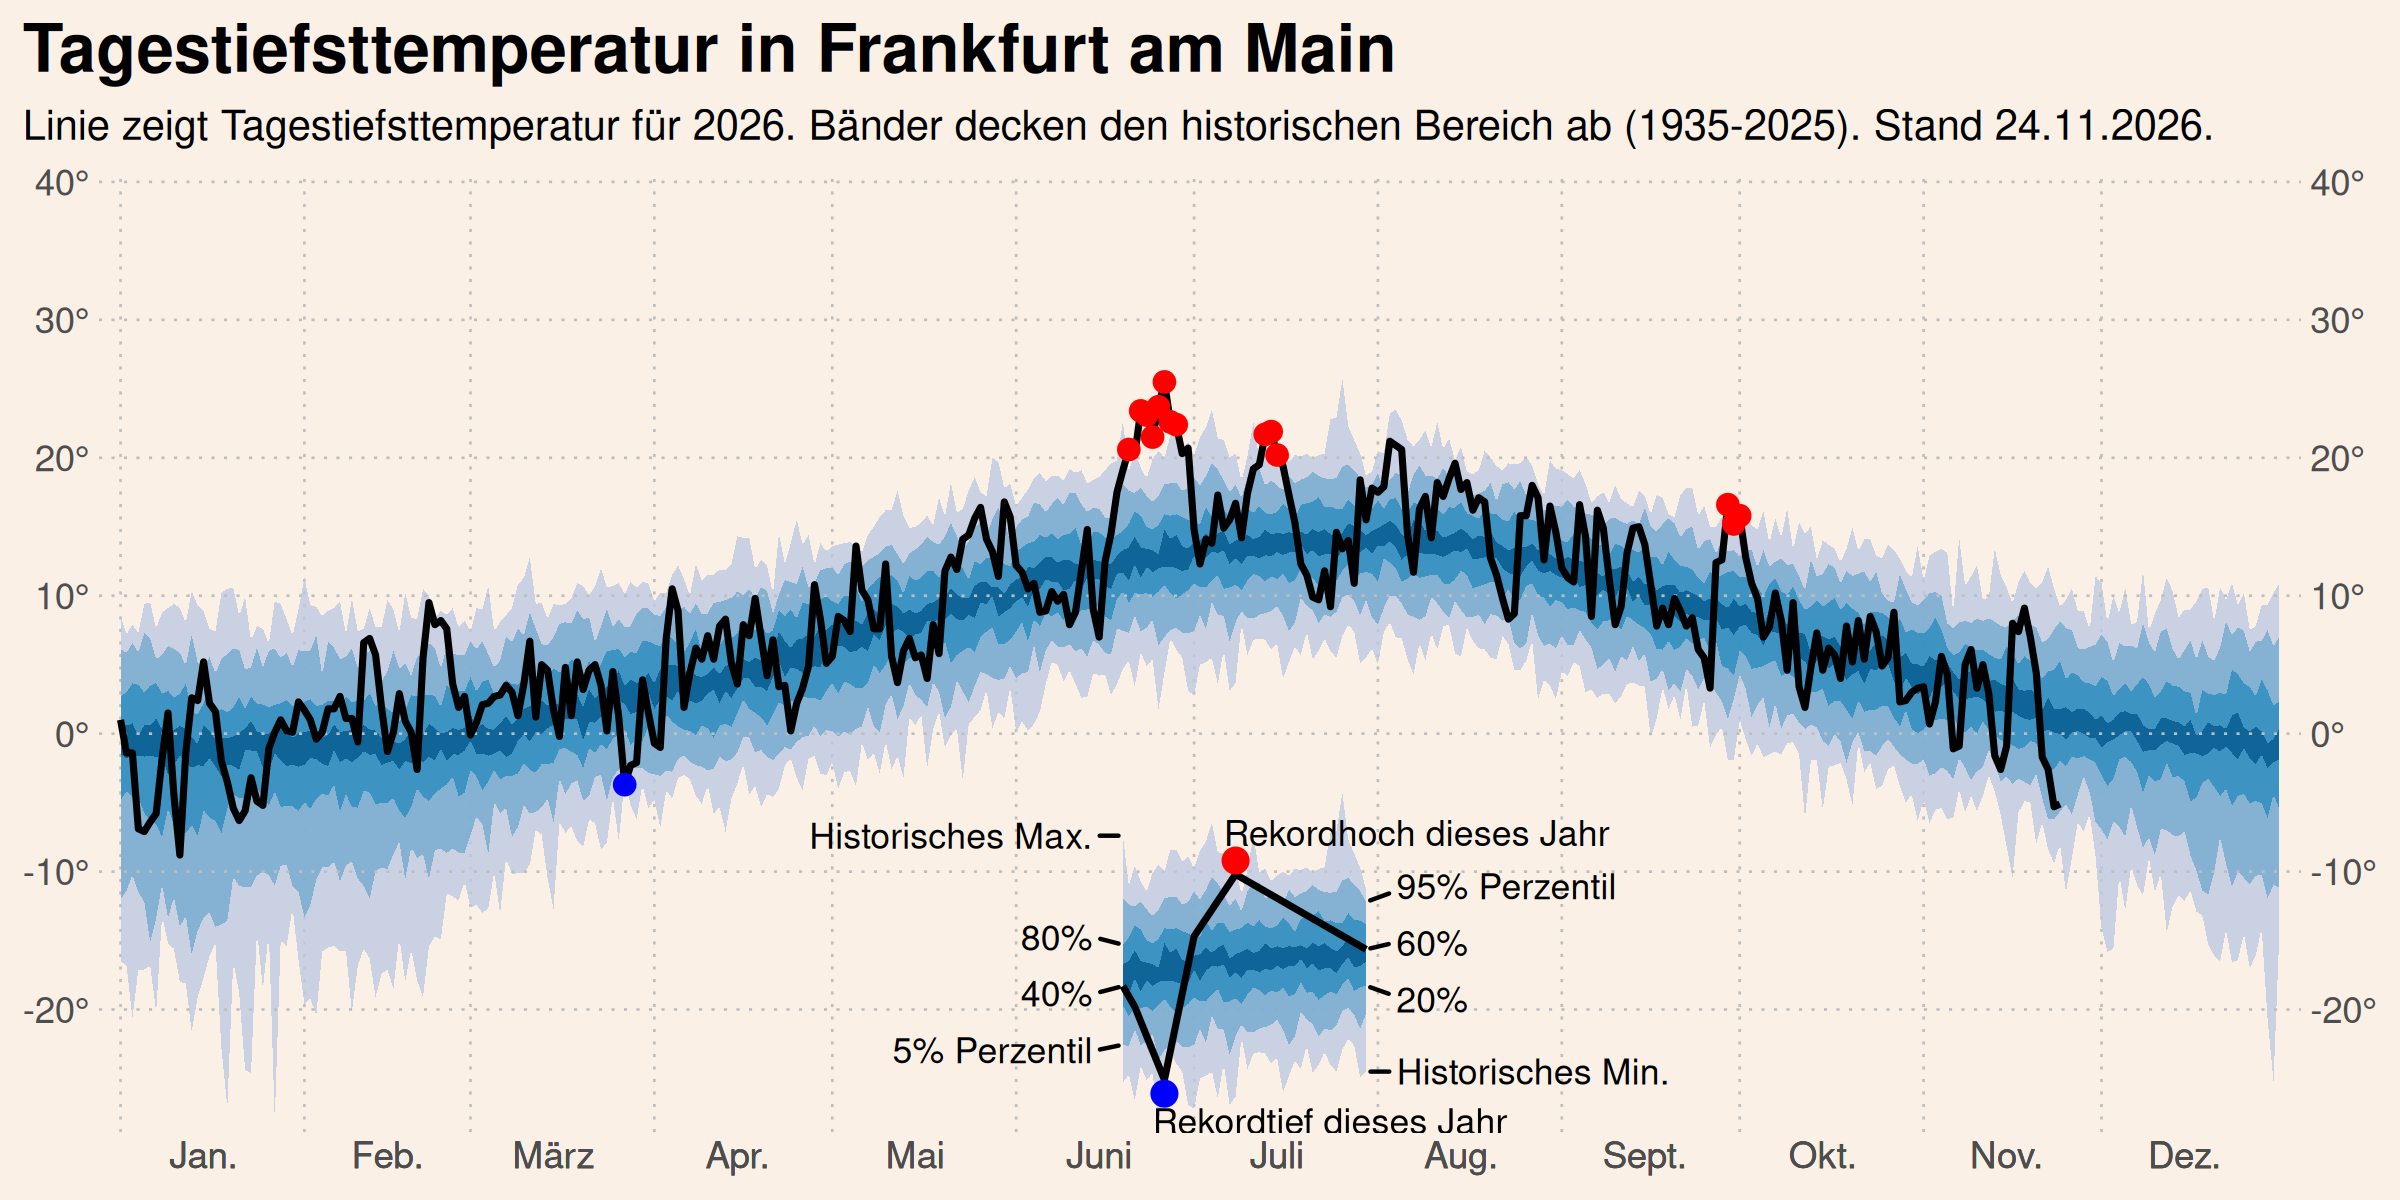 Tagestiefsttemperatur in Frankfurt am Main
Linie zeigt Tagestiefsttemperatur für 2026. Bänder decken den historischen Bereich ab (1935-2025). Stand 24.11.2026.
40° 40°
30° 30°
20° 20°
10° 10°
0° 0°
-10° -10°
-20° -20°
Historisches Max.
Rekordhoch dieses Jahr
95% Perzentil
80%
60%
40%
20%
5% Perzentil
Historisches Min.
Rekordtief dieses Jahr
Jan. Feb. März Apr. Mai Juni Juli Aug. Sept. Okt. Nov. Dez.